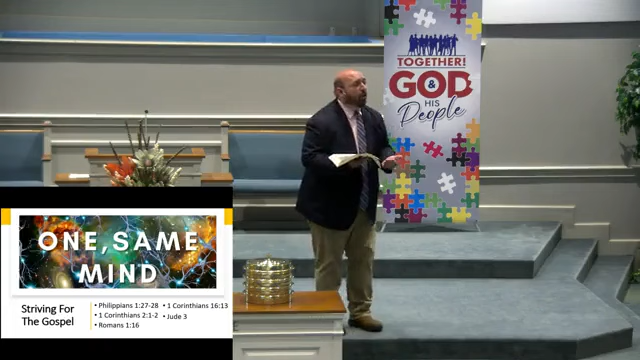 TOGETHER!
GOD
&
HIS
People
ONE, SAME
MIND
Striving For
The Gospel
• Philippians 1:27-28
• 1 Corinthians 2:1-2
• Romans 1:16
• 1 Corinthians 16:13
• Jude 3